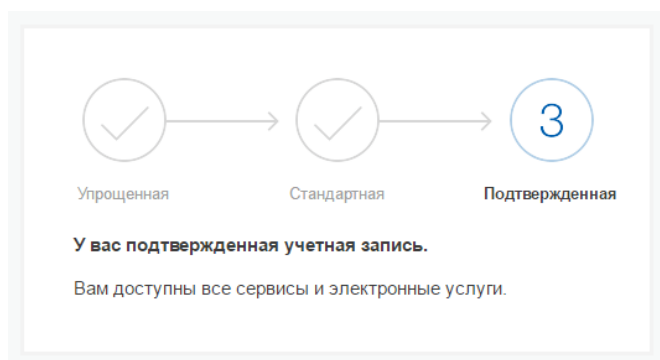 3
Упрощенная
Стандартная
Подтвержденная
У вас подтвержденная учетная запись.
Вам доступны все сервисы и электронные услуги.